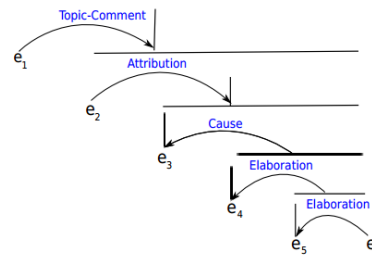 Topic-Comment
e1
Attribution
e2
Cause
e3
Elaboration
e4
Elaboration
e5 e